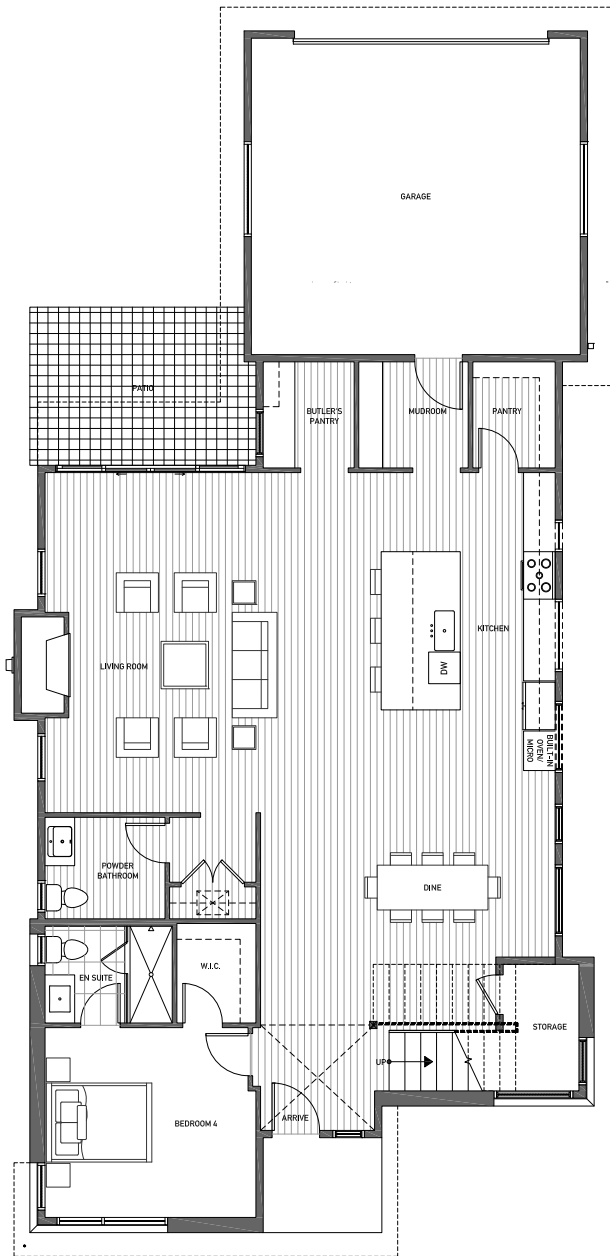 GARAGE
PATIO
BUTLER'S
PANTRY
MUDROOM
PANTRY
KITCHEN
LIVING ROOM
DW
BUILT-IN
OVEN/
MICRO
POWDER
BATHROOM
DINE
W.I.C.
EN SUITE
STORAGE
UP
BEDROOM 4
ARRIVE